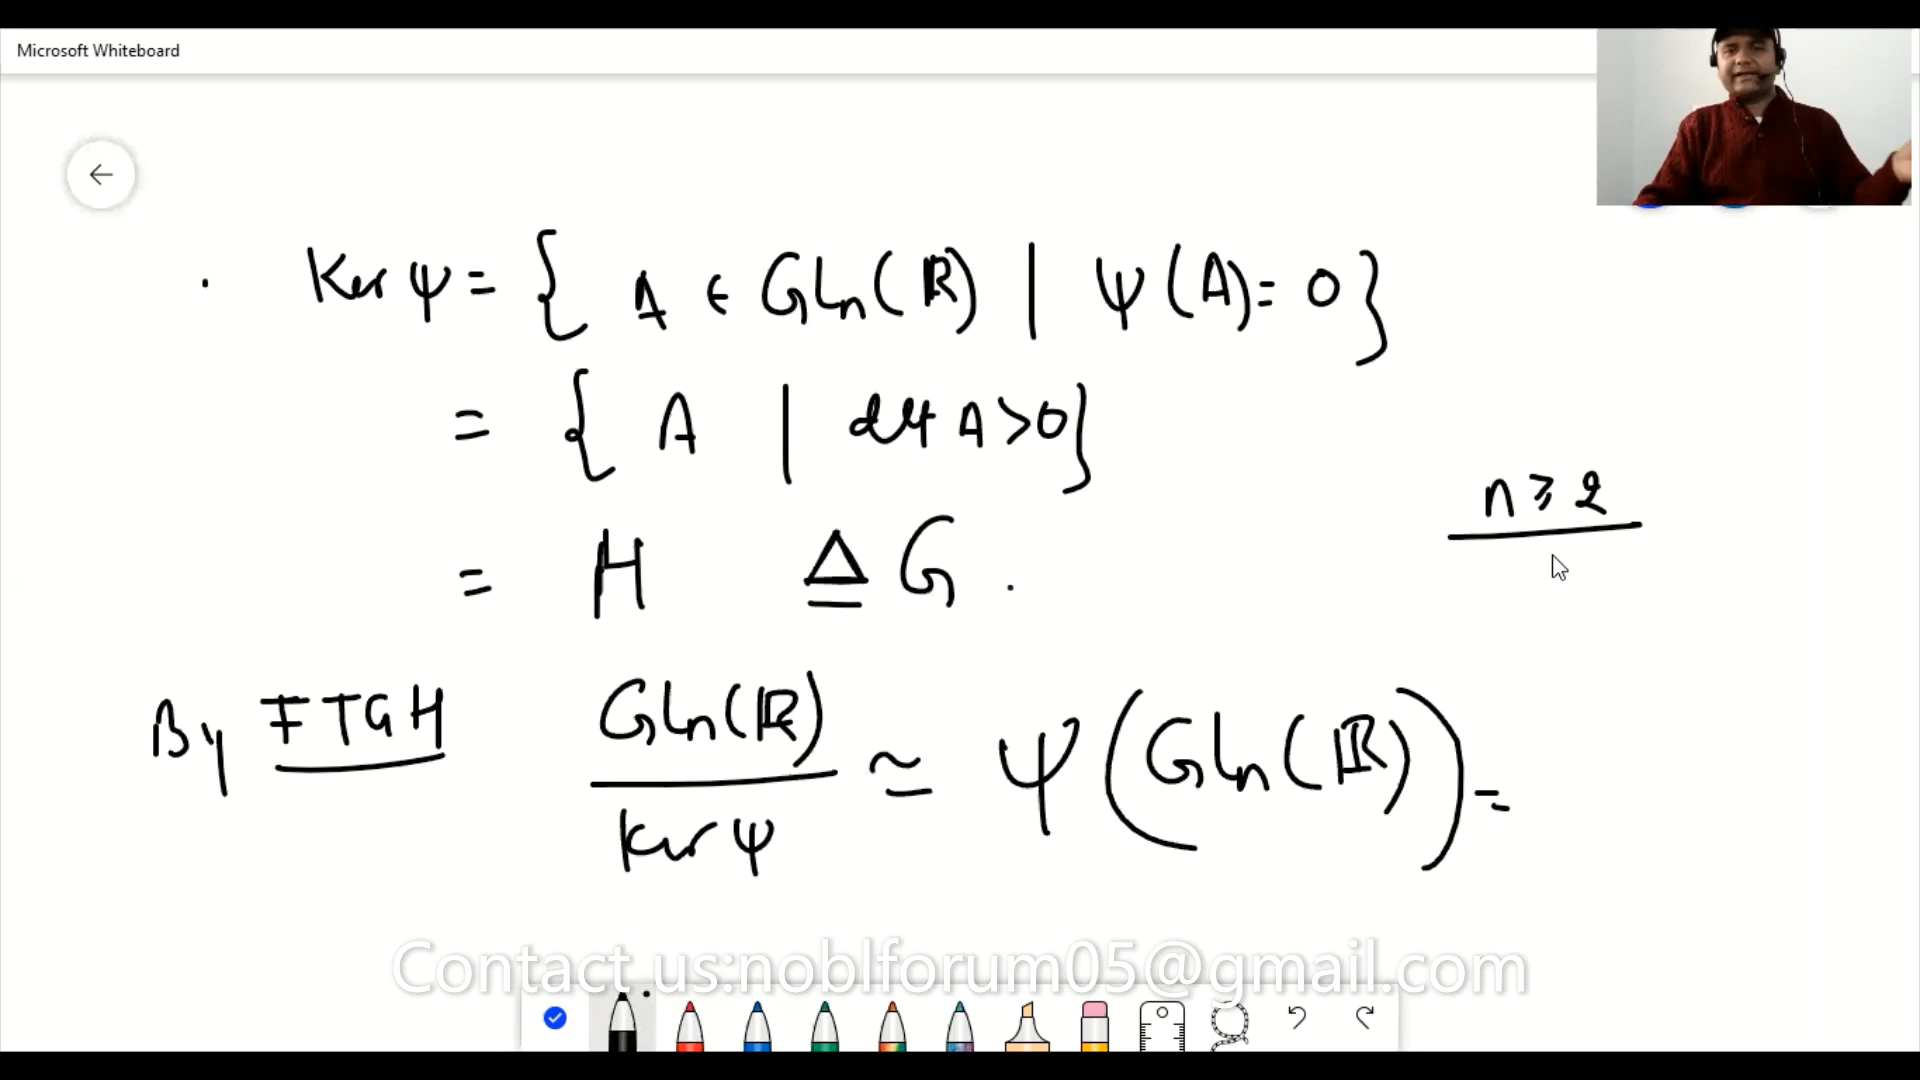 Microsoft Whiteboard
. Ker ψ = { A ∈ Gln(ℝ) | ψ(A) = 0 }
= { A | det A > 0 }
n ≥ 2
= H Δ G .
By FTGH Gln(ℝ) / Ker ψ ≃ ψ(Gln(ℝ)) =
Contact us:noblforum05@gmail.com